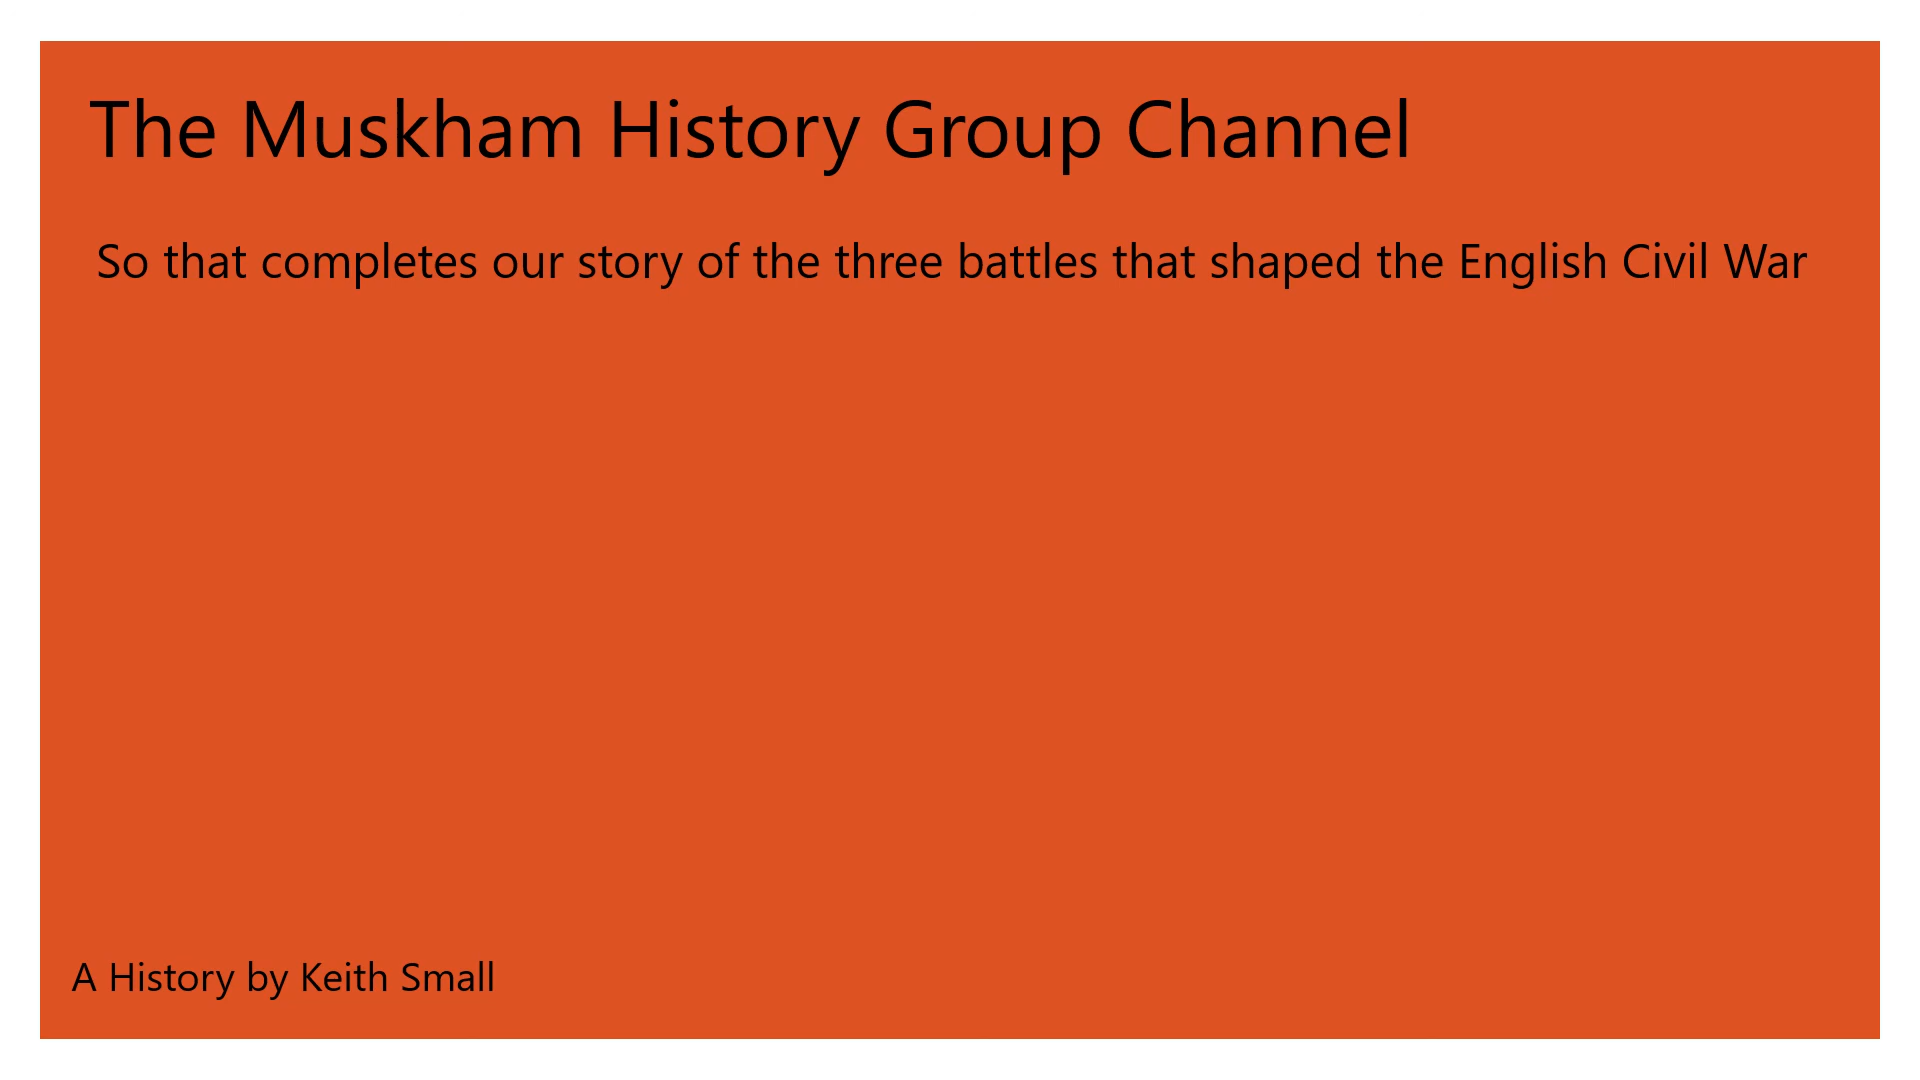 The Muskham History Group Channel
So that completes our story of the three battles that shaped the English Civil War
A History by Keith Small